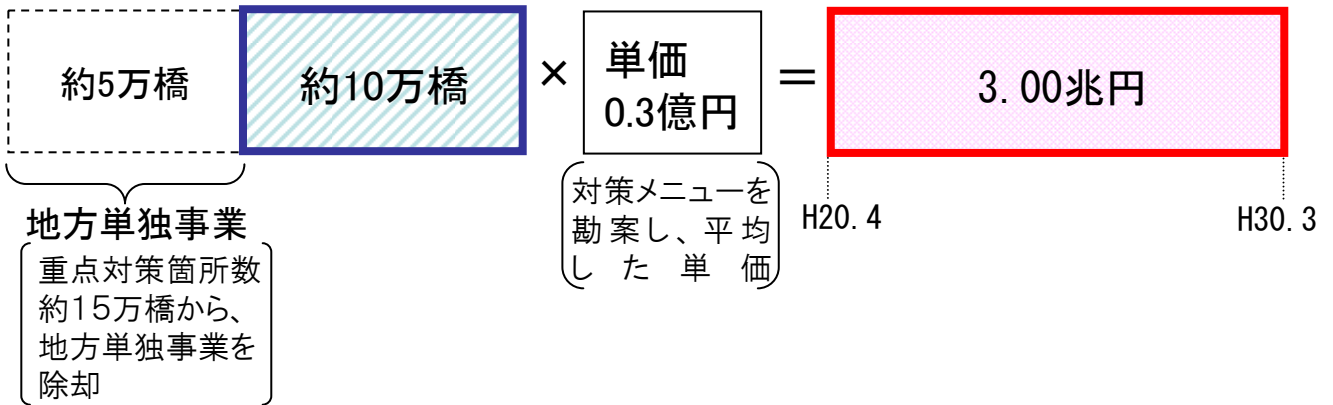 約5万橋
約10万橋
×
単価
0.3億円
＝
3.00兆円
地方単独事業
重点対策箇所数
約１５万橋から、
地方単独事業を
除却
対策メニューを
勘案し、平均
した単価
H20.4
H30.3